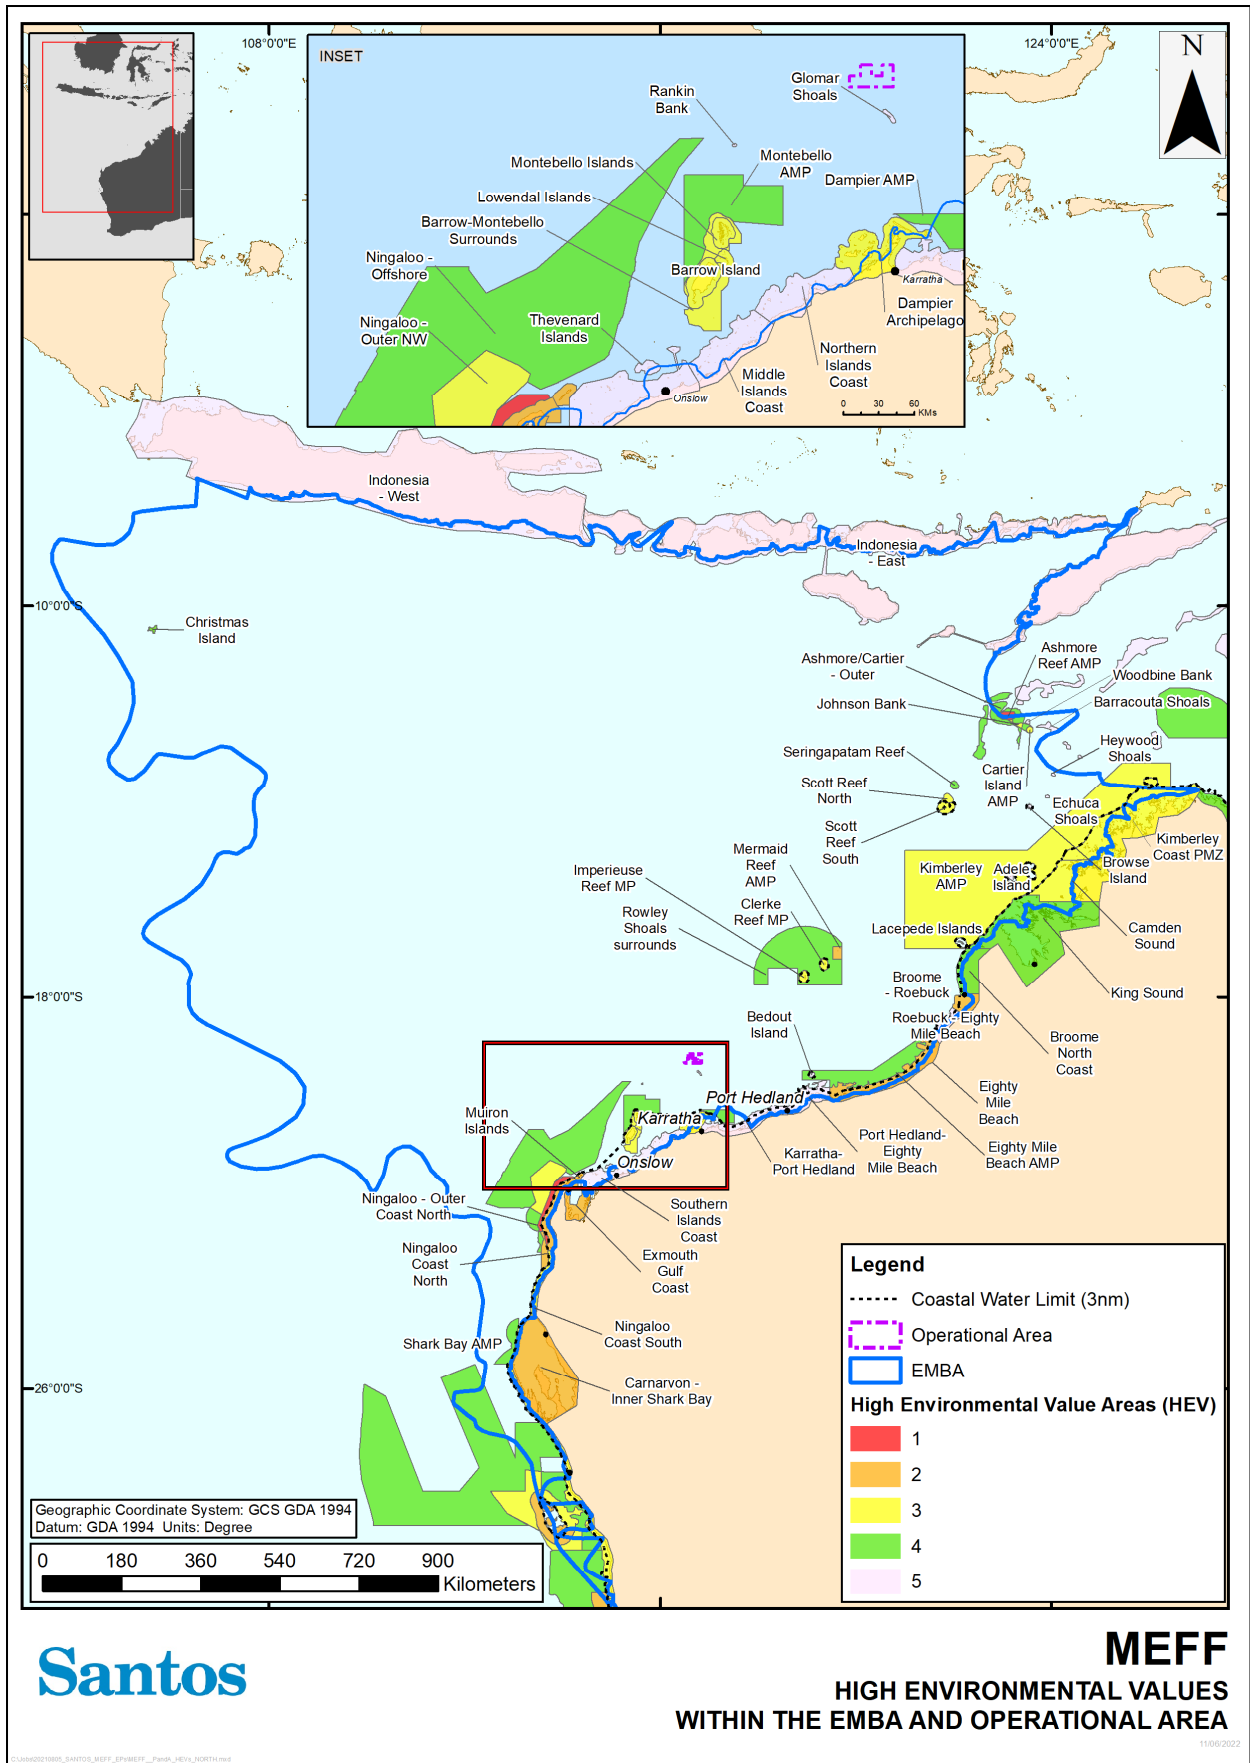 108°0'0"E
124°0'0"E
INSET
N
Glomar
Shoals
Rankin
Bank
Montebello Islands
Montebello
AMP
Dampier AMP
Lowendal Islands
Barrow-Montebello
Surrounds
Ningaloo -
Offshore
Barrow Island
Karratha
Ningaloo -
Outer NW
Thevenard
Islands
Dampier
Archipelago
Northern
Islands
Coast
Middle
Islands
Coast
Onslow
0 30 60
KMs
Indonesia
- West
Indonesia
- East
10°0'0"S
Christmas
Island
Ashmore/Cartier
- Outer
Ashmore
Reef AMP
Woodbine Bank
Johnson Bank
Barracouta Shoals
Seringapatam Reef
Heywood
Shoals
Scott Reef
North
Cartier
Island
AMP
Echuca
Shoals
Scott
Reef
South
Kimberley
Coast PMZ
Mermaid
Reef
AMP
Imperieuse
Reef MP
Kimberley
AMP
Adele
Island
Browse
Island
Clerke
Reef MP
Rowley
Shoals
surrounds
Lacepede Islands
Camden
Sound
Broome
- Roebuck
King Sound
18°0'0"S
Bedout
Island
Roebuck - Eighty
Mile Beach
Broome
North
Coast
Eighty
Mile
Beach
Port Hedland
Muiron
Islands
Karratha
Port Hedland-
Eighty
Mile Beach
Eighty Mile
Beach AMP
Karratha-
Port Hedland
Onslow
Ningaloo - Outer
Coast North
Southern
Islands
Coast
Ningaloo
Coast
North
Exmouth
Gulf
Coast
Ningaloo
Coast South
Shark Bay AMP
Carnarvon -
Inner Shark Bay
26°0'0"S
Legend
Coastal Water Limit (3nm)
Operational Area
EMBA
High Environmental Value Areas (HEV)
1
2
3
4
5
Geographic Coordinate System: GCS GDA 1994
Datum: GDA 1994 Units: Degree
0 180 360 540 720 900
Kilometers
Santos
MEFF
HIGH ENVIRONMENTAL VALUES
WITHIN THE EMBA AND OPERATIONAL AREA
11/06/2022